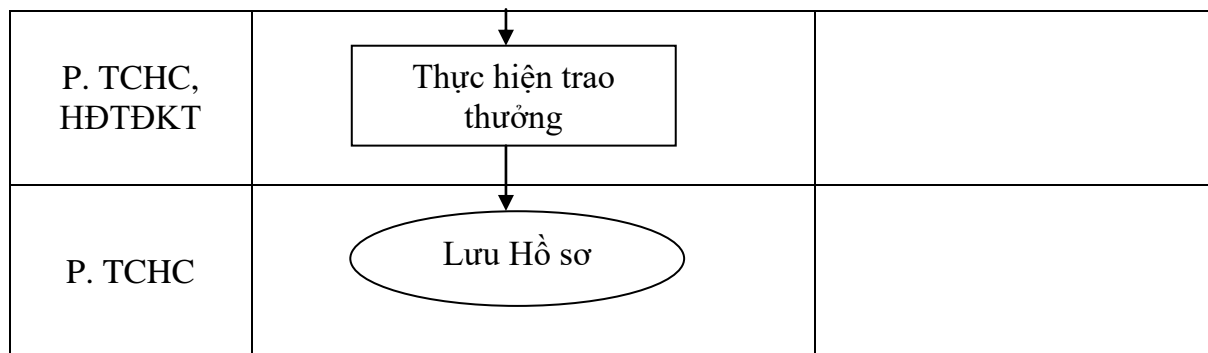 P. TCHC,
HĐTĐKT
Thực hiện trao
thưởng
P. TCHC
Lưu Hồ sơ